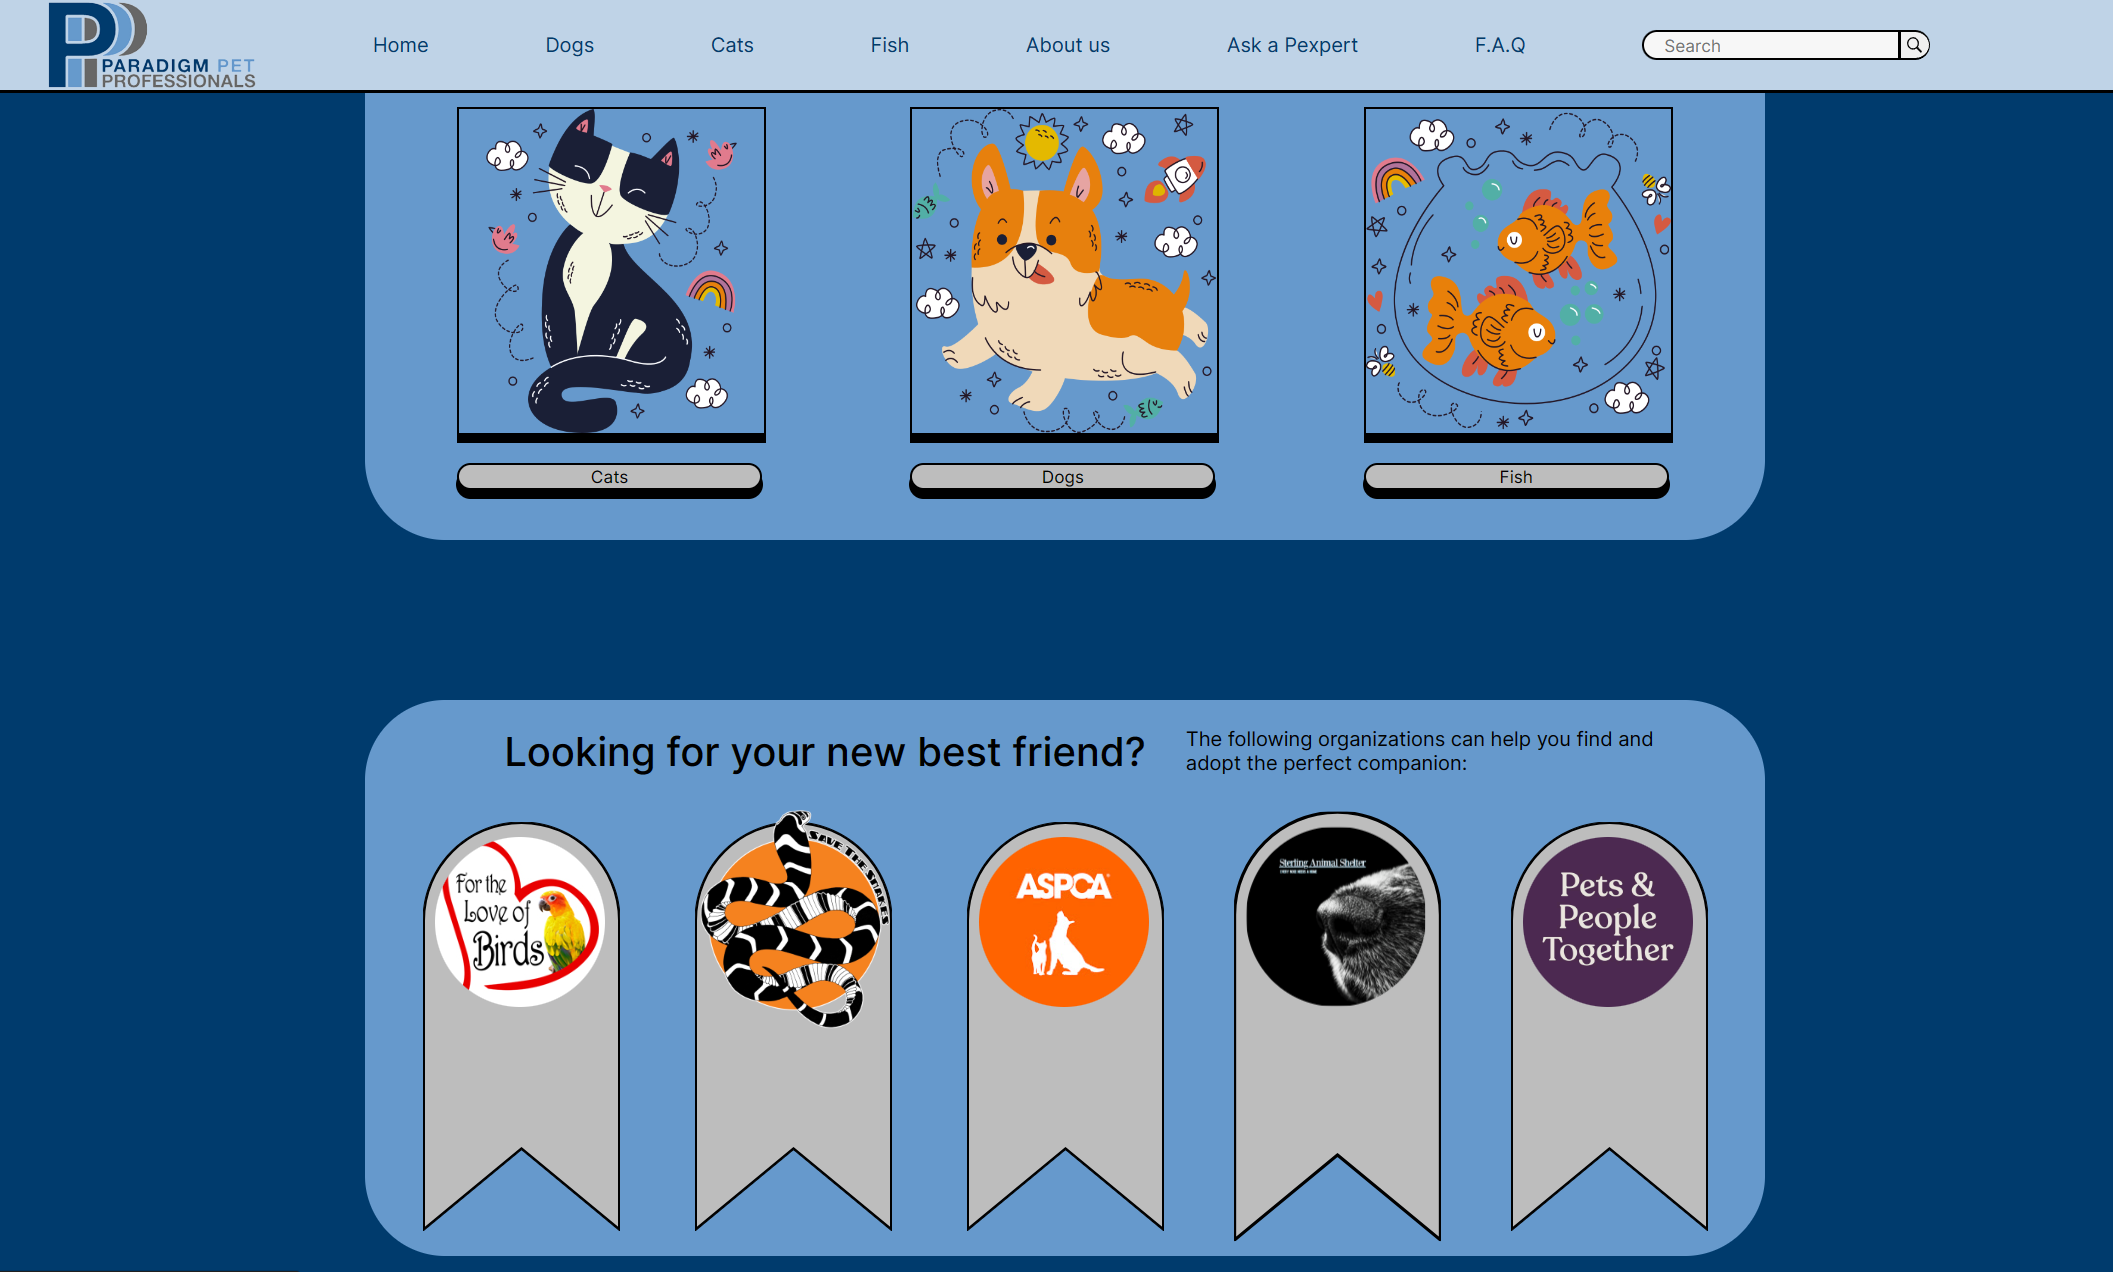 PARADIGM PET
PROFESSIONALS
Home
Dogs
Cats
Fish
About us
Ask a Pexpert
F.A.Q
Search
Cats
Dogs
Fish
Looking for your new best friend?
The following organizations can help you find and
adopt the perfect companion:
For the
Love of
Birds
SAVE THE SNAKES
ASPCA
Sterling Animal Shelter
Pets &
People
Together